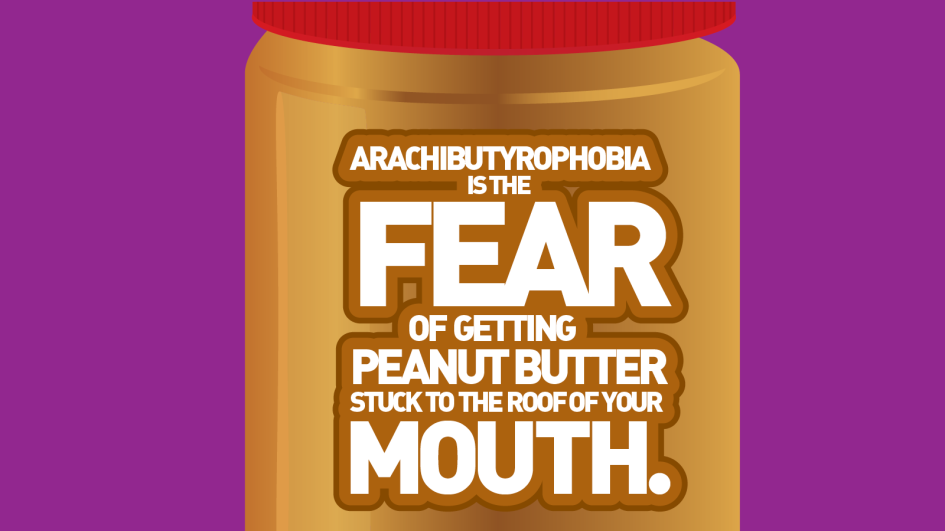 ARACHIBUTYROPHOBIA
IS THE
FEAR
OF GETTING
PEANUT BUTTER
STUCK TO THE ROOF OF YOUR
MOUTH.